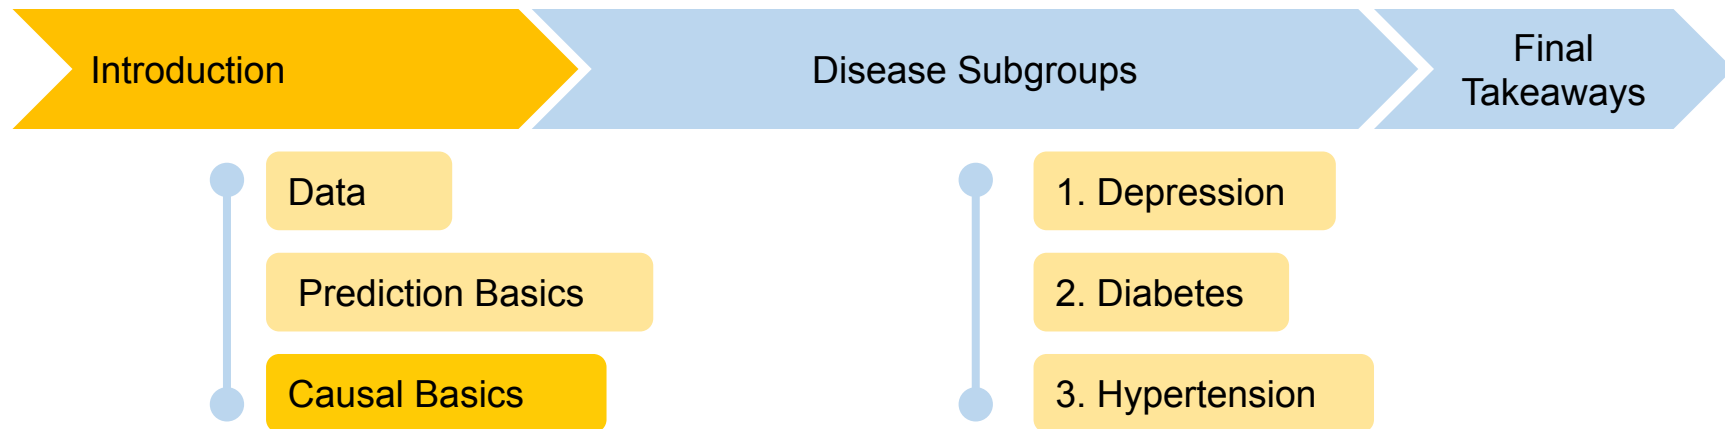 Introduction
Disease Subgroups
Final
Takeaways
Data
Prediction Basics
Causal Basics
1. Depression
2. Diabetes
3. Hypertension